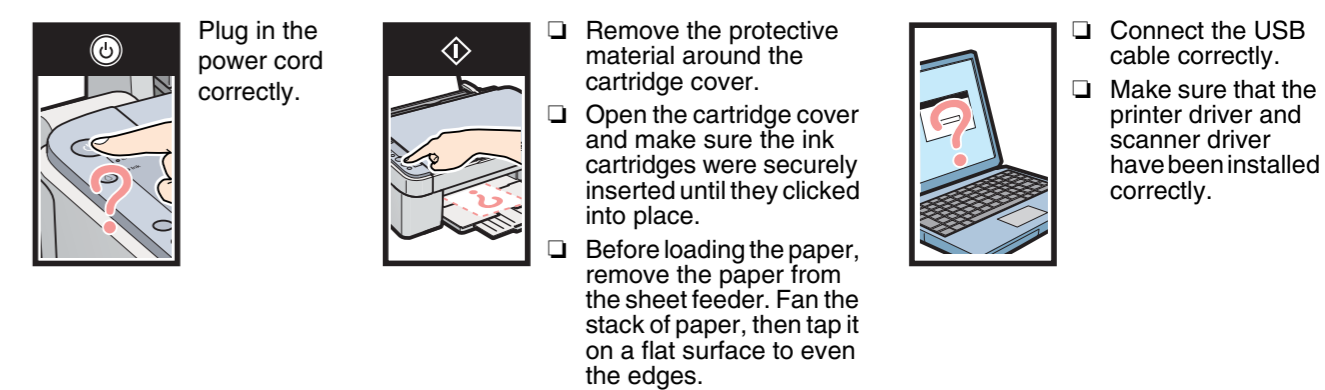 Plug in the
power cord
correctly.
❏ Remove the protective
material around the
cartridge cover.
❏ Open the cartridge cover
and make sure the ink
cartridges were securely
inserted until they clicked
into place.
❏ Before loading the paper,
remove the paper from
the sheet feeder. Fan the
stack of paper, then tap it
on a flat surface to even
the edges.
❏ Connect the USB
cable correctly.
❏ Make sure that the
printer driver and
scanner driver
have been installed
correctly.